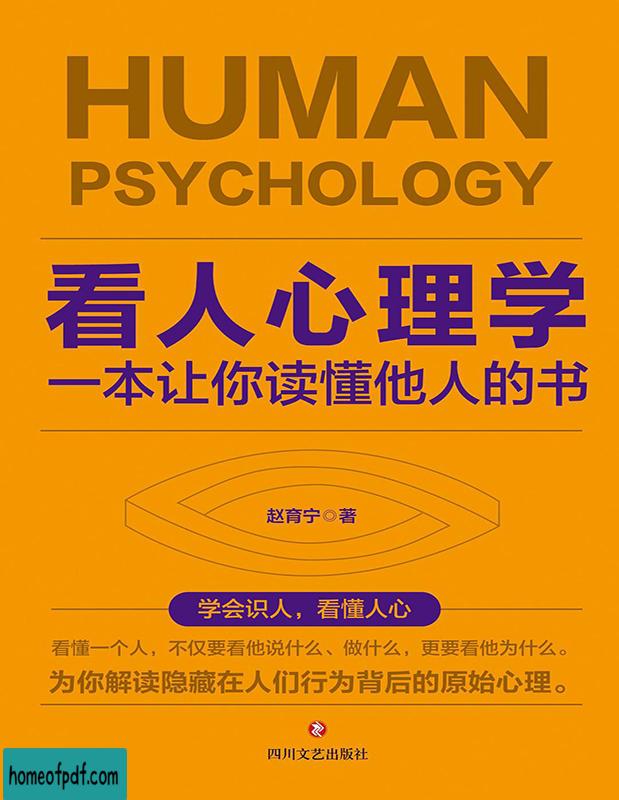 HUMAN
PSYCHOLOGY
看人心理学
一本让你读懂他人的书
赵育宁◎著
学会识人，看懂人心
看懂一个人，不仅要看他说什么、做什么，更要看他为什么。
为你解读隐藏在人们行为背后的原始心理。
四川文艺出版社
homeofpdf.com